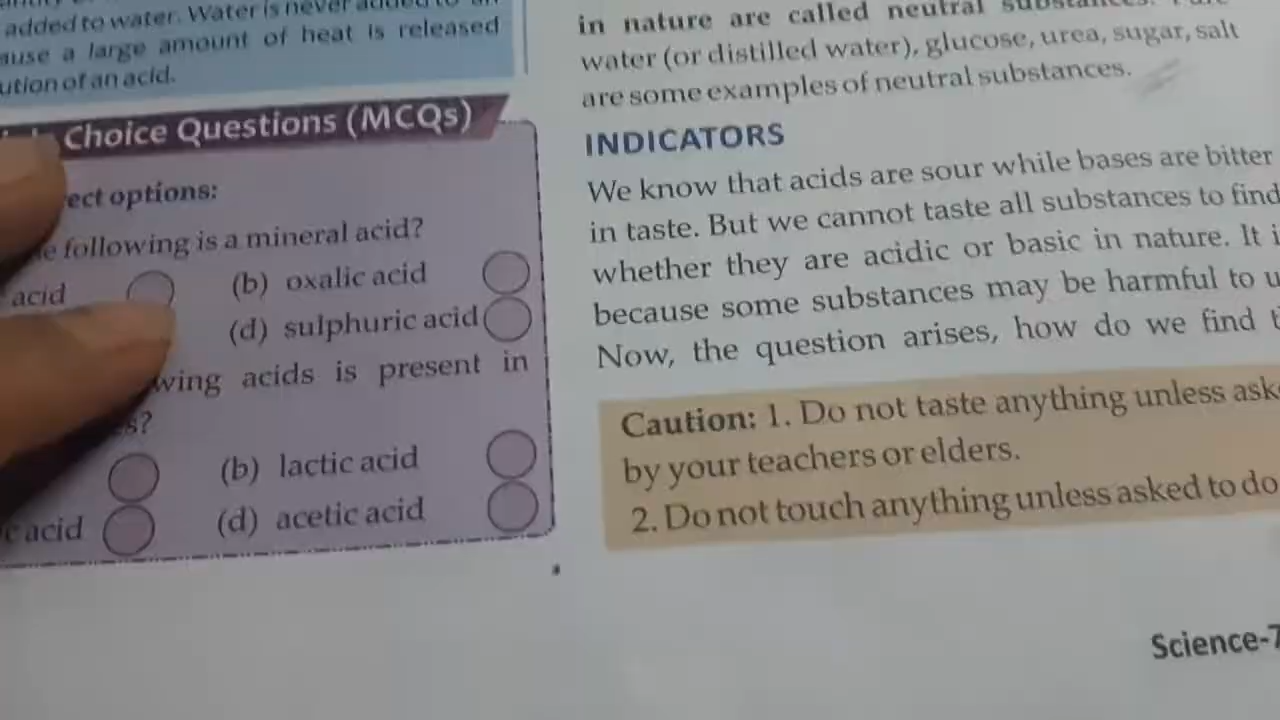 added to water. Water is never added to an
ause a large amount of heat is released
ution of an acid.
Choice Questions (MCQs)
ect options:
e following is a mineral acid?
acid
(b) oxalic acid
(d) sulphuric acid
wing acids is present in
s?
(b) lactic acid
c acid
(d) acetic acid
in nature are called neutral substances.
water (or distilled water), glucose, urea, sugar, salt
are some examples of neutral substances.
INDICATORS
We know that acids are sour while bases are bitter
in taste. But we cannot taste all substances to find
whether they are acidic or basic in nature. It i
because some substances may be harmful to u
Now, the question arises, how do we find t
Caution: 1. Do not taste anything unless ask
by your teachers or elders.
2. Do not touch anything unless asked to do
Science-7